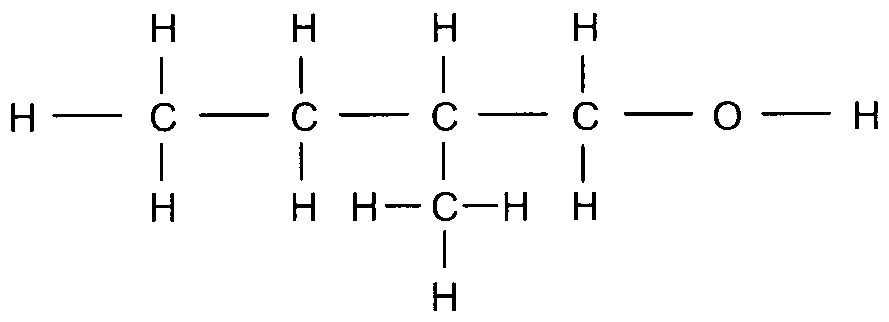 H H H H
H — C — C — C — C — O — H
H H H — C — H H
H